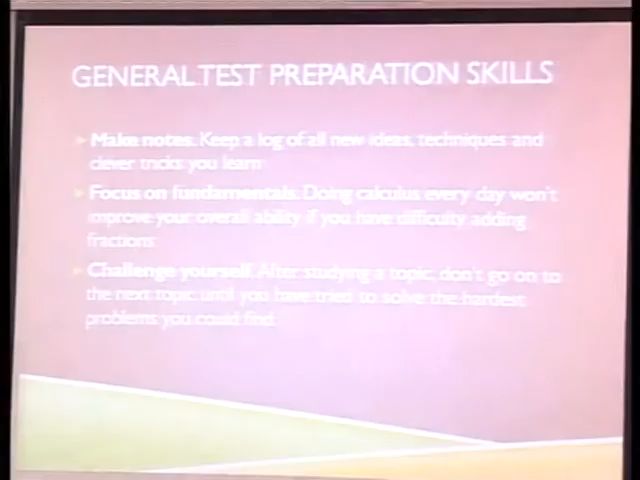 GENERAL TEST PREPARATION SKILLS
Make notes. Keep a log of all new ideas, techniques and
clever tricks you learn
Focus on fundamentals. Doing calculus every day won't
improve your overall ability if you have difficulty adding
fractions
Challenge yourself. After studying a topic, don't go on to
the next topic until you have tried to solve the hardest
problems you could find